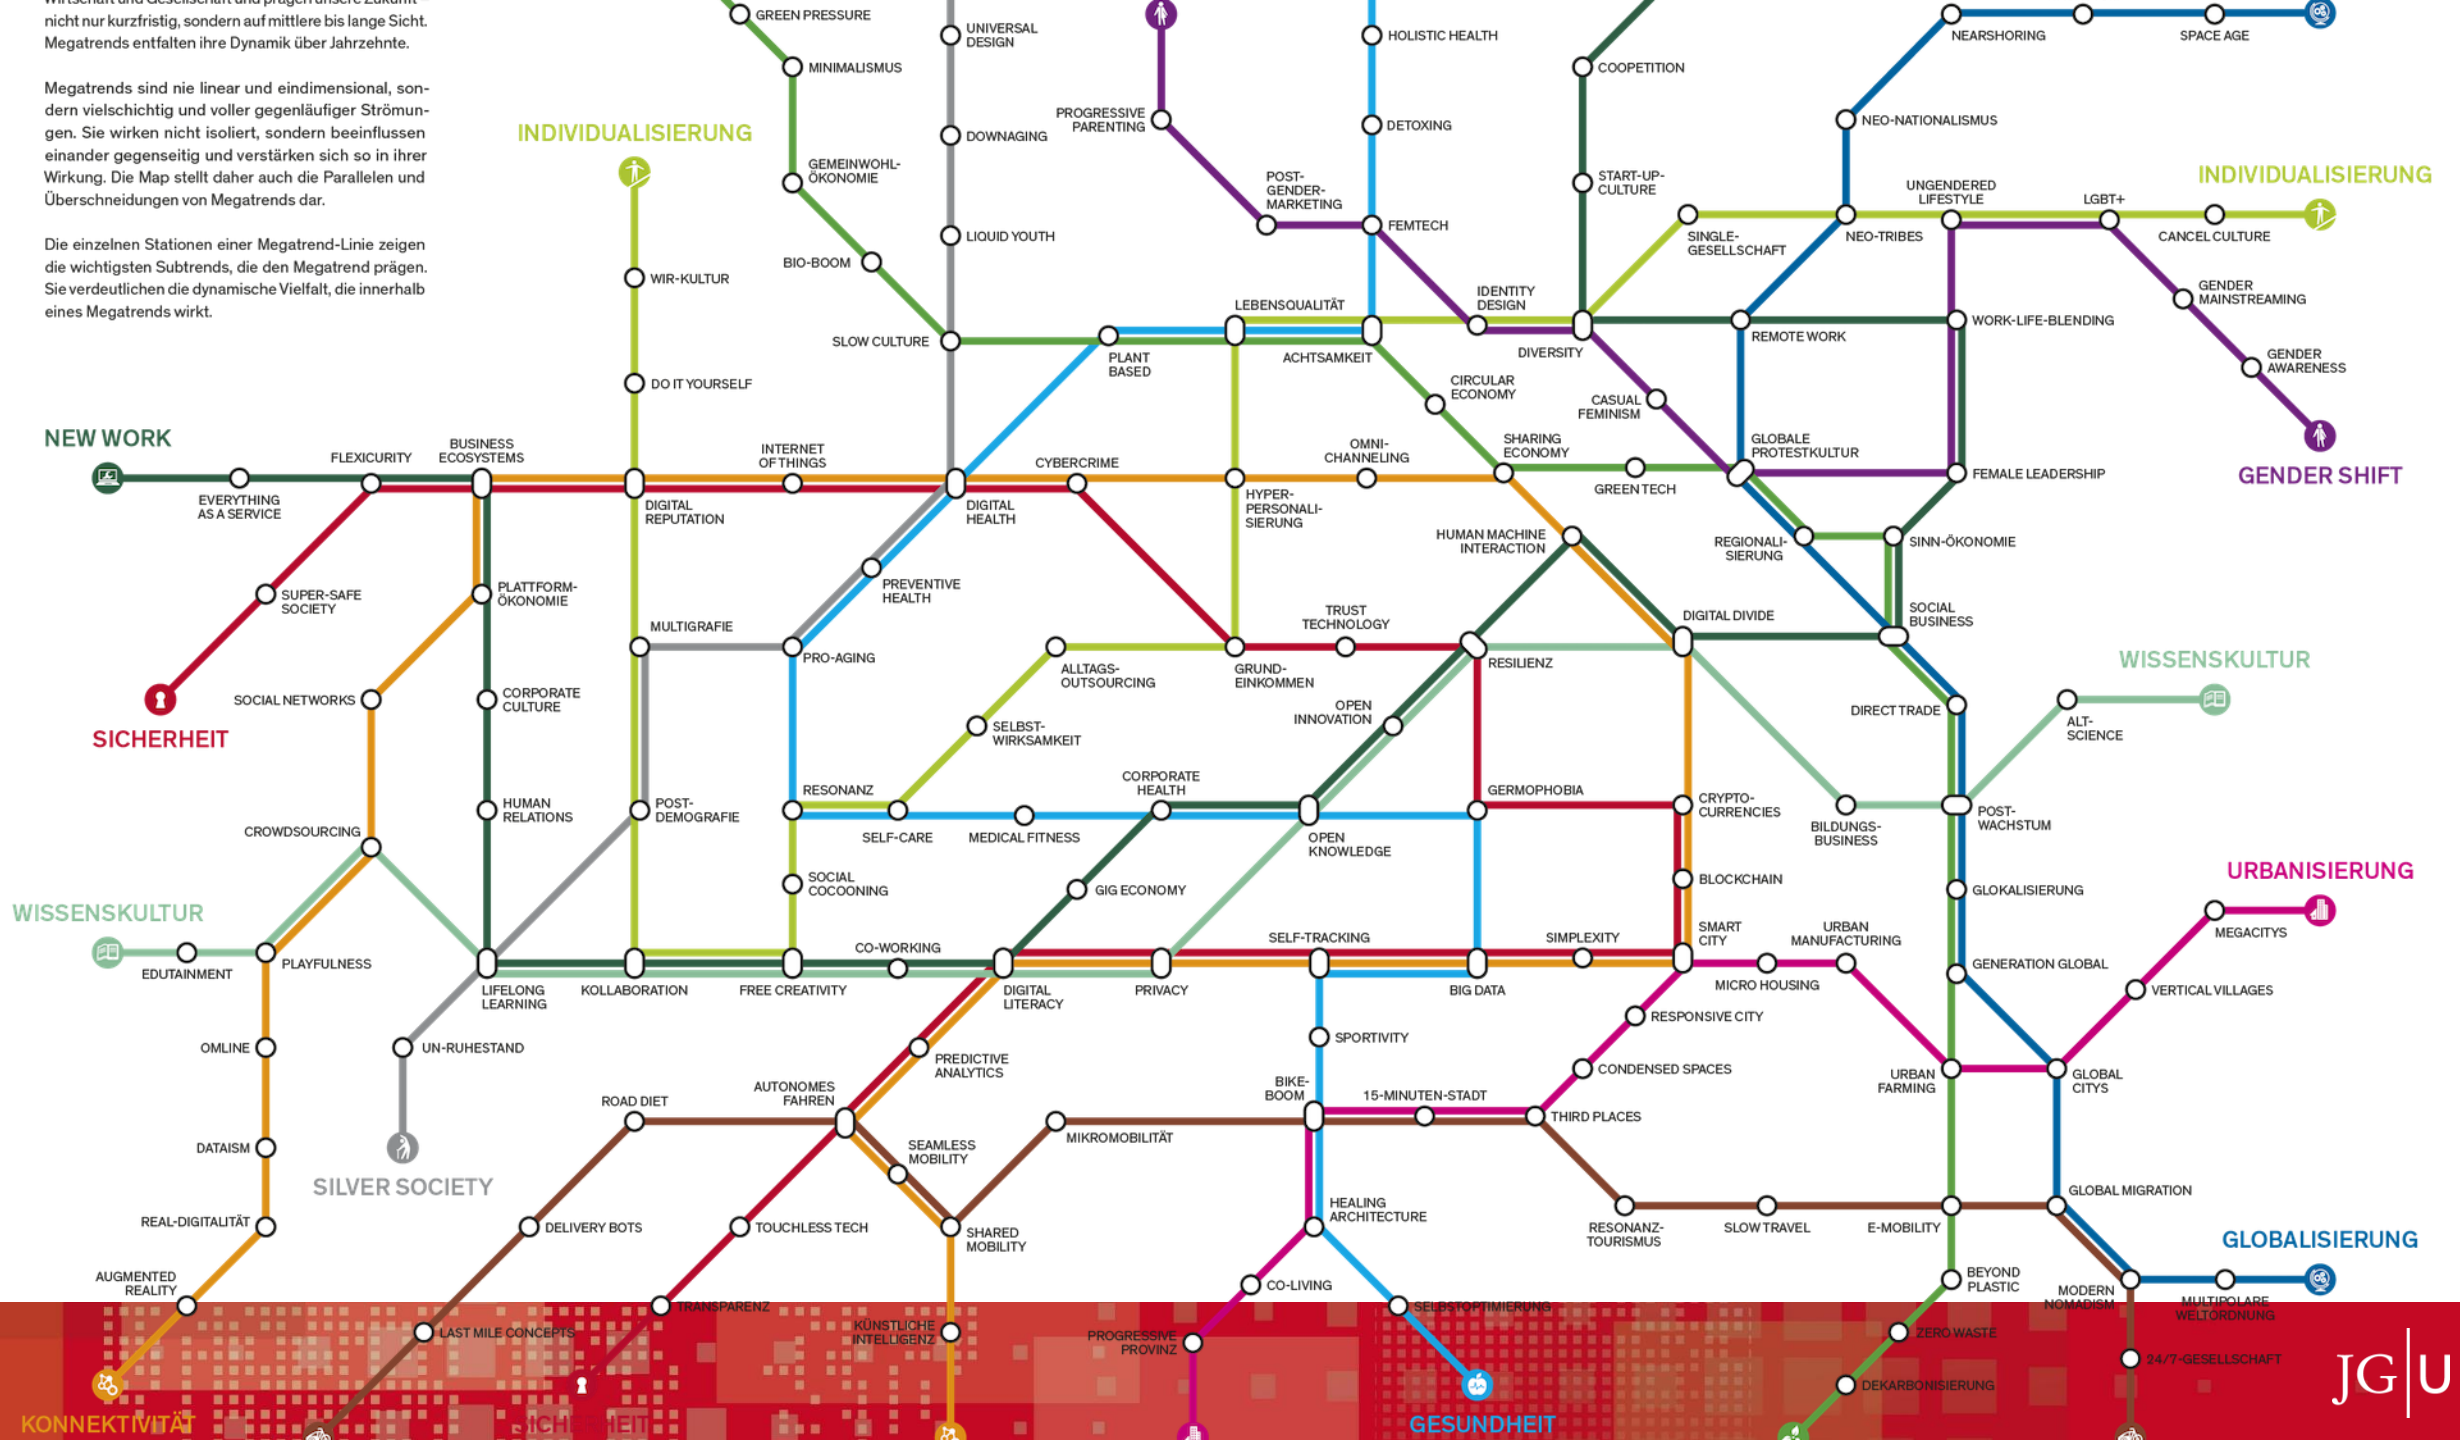 Wirtschaft und Gesellschaft und prägen unsere Zukunft –
nicht nur kurzfristig, sondern auf mittlere bis lange Sicht.
Megatrends entfalten ihre Dynamik über Jahrzehnte.
Megatrends sind nie linear und eindimensional, son-
dern vielschichtig und voller gegenläufiger Strömun-
gen. Sie wirken nicht isoliert, sondern beeinflussen
einander gegenseitig und verstärken sich so in ihrer
Wirkung. Die Map stellt daher auch die Parallelen und
Überschneidungen von Megatrends dar.
Die einzelnen Stationen einer Megatrend-Linie zeigen
die wichtigsten Subtrends, die den Megatrend prägen.
Sie verdeutlichen die dynamische Vielfalt, die innerhalb
eines Megatrends wirkt.
GREEN PRESSURE
UNIVERSAL
DESIGN
HOLISTIC HEALTH
NEARSHORING
SPACE AGE
MINIMALISMUS
COOPETITION
INDIVIDUALISIERUNG
DOWNAGING
PROGRESSIVE
PARENTING
DETOXING
NEO-NATIONALISMUS
GEMEINWOHL-
ÖKONOMIE
POST-
GENDER-
MARKETING
START-UP-
CULTURE
UNGENDERED
LIFESTYLE
LGBT+
INDIVIDUALISIERUNG
LIQUID YOUTH
FEMTECH
SINGLE-
GESELLSCHAFT
NEO-TRIBES
CANCEL CULTURE
BIO-BOOM
WIR-KULTUR
LEBENSQUALITÄT
IDENTITY
DESIGN
GENDER
MAINSTREAMING
SLOW CULTURE
PLANT
BASED
ACHTSAMKEIT
DIVERSITY
REMOTE WORK
WORK-LIFE-BLENDING
DO IT YOURSELF
CIRCULAR
ECONOMY
CASUAL
FEMINISM
GENDER
AWARENESS
NEW WORK
FLEXICURITY
BUSINESS
ECOSYSTEMS
INTERNET
OF THINGS
CYBERCRIME
OMNI-
CHANNELING
SHARING
ECONOMY
GLOBALE
PROTESTKULTUR
GREEN TECH
FEMALE LEADERSHIP
GENDER SHIFT
EVERYTHING
AS A SERVICE
DIGITAL
REPUTATION
DIGITAL
HEALTH
HYPER-
PERSONALI-
SIERUNG
HUMAN MACHINE
INTERACTION
REGIONALI-
SIERUNG
SINN-ÖKONOMIE
SUPER-SAFE
SOCIETY
PLATTFORM-
ÖKONOMIE
PREVENTIVE
HEALTH
MULTIGRAFIE
PRO-AGING
TRUST
TECHNOLOGY
DIGITAL DIVIDE
SOCIAL
BUSINESS
ALLTAGS-
OUTSOURCING
GRUND-
EINKOMMEN
RESILIENZ
WISSENSKULTUR
SOCIAL NETWORKS
CORPORATE
CULTURE
SICHERHEIT
SELBST-
WIRKSAMKEIT
OPEN
INNOVATION
DIRECT TRADE
ALT-
SCIENCE
CROWDSOURCING
HUMAN
RELATIONS
POST-
DEMOGRAFIE
RESONANZ
SELF-CARE
MEDICAL FITNESS
CORPORATE
HEALTH
OPEN
KNOWLEDGE
GERMOPHOBIA
CRYPTO-
CURRENCIES
BILDUNGS-
BUSINESS
POST-
WACHSTUM
SOCIAL
COCOONING
GIG ECONOMY
BLOCKCHAIN
GLOKALISIERUNG
URBANISIERUNG
WISSENSKULTUR
EDUTAINMENT
PLAYFULNESS
CO-WORKING
SELF-TRACKING
SIMPLEXITY
SMART
CITY
URBAN
MANUFACTURING
MEGACITYS
LIFELONG
LEARNING
KOLLABORATION
FREE CREATIVITY
DIGITAL
LITERACY
PRIVACY
BIG DATA
MICRO HOUSING
GENERATION GLOBAL
VERTICAL VILLAGES
OMLINE
UN-RUHESTAND
PREDICTIVE
ANALYTICS
SPORTIVITY
RESPONSIVE CITY
ROAD DIET
AUTONOMES
FAHREN
BIKE-
BOOM
15-MINUTEN-STADT
CONDENSED SPACES
URBAN
FARMING
GLOBAL
CITYS
THIRD PLACES
DATAISM
SEAMLESS
MOBILITY
MIKROMOBILITÄT
SILVER SOCIETY
REAL-DIGITALITÄT
DELIVERY BOTS
TOUCHLESS TECH
SHARED
MOBILITY
HEALING
ARCHITECTURE
RESONANZ-
TOURISMUS
SLOW TRAVEL
E-MOBILITY
GLOBAL MIGRATION
GLOBALISIERUNG
AUGMENTED
REALITY
CO-LIVING
BEYOND
PLASTIC
MODERN
NOMADISM
MULTIPOLARE
WELTORDNUNG
TRANSPARENZ
SELBSTOPTIMIERUNG
LAST MILE CONCEPTS
KÜNSTLICHE
INTELLIGENZ
PROGRESSIVE
PROVINZ
ZERO WASTE
24/7-GESELLSCHAFT
DEKARBONISIERUNG
JG|U
KONNEKTIVITÄT
SICHERHEIT
GESUNDHEIT